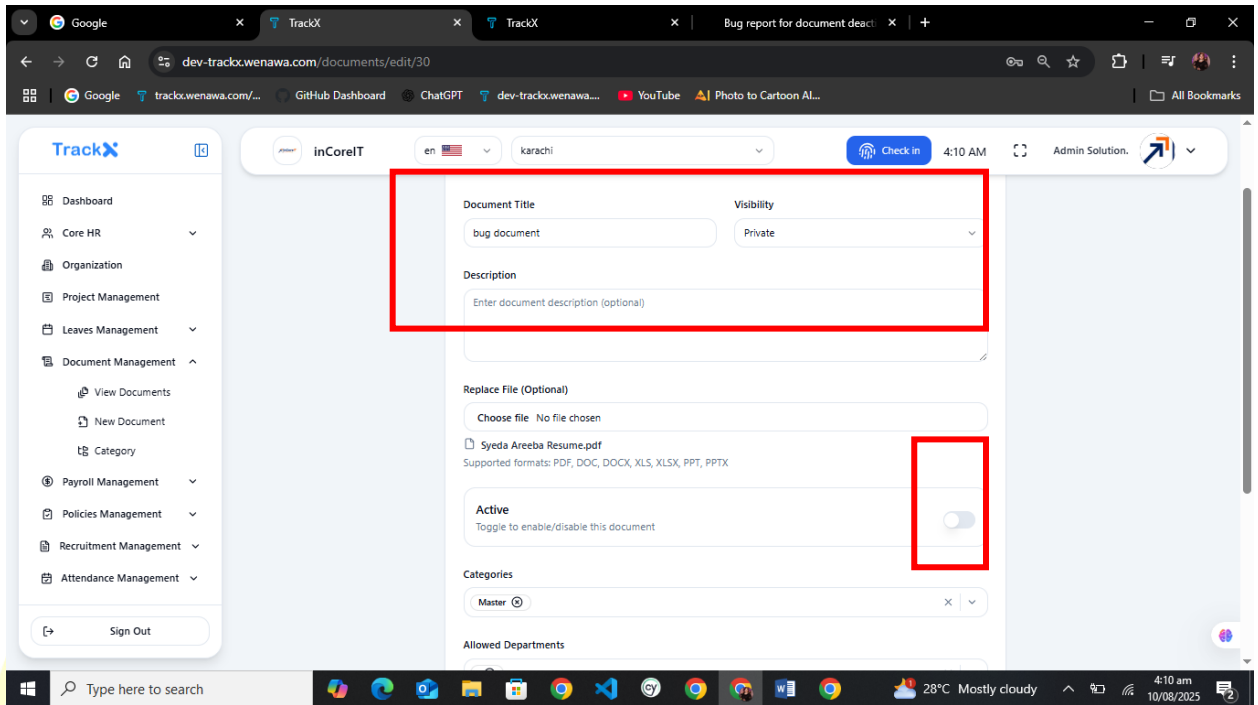 Google
TrackX
TrackX
Bug report for document deacti
dev-trackx.wenawa.com/documents/edit/30
Google
trackx.wenawa.com/...
GitHub Dashboard
ChatGPT
dev-trackx.wenawa....
YouTube
Photo to Cartoon AI...
All Bookmarks
TrackX
inCoreIT
en
karachi
Check in
4:10 AM
Admin Solution.
Dashboard
Core HR
Organization
Project Management
Leaves Management
Document Management
View Documents
New Document
Category
Payroll Management
Policies Management
Recruitment Management
Attendance Management
Sign Out
Document Title
Visibility
bug document
Private
Description
Enter document description (optional)
Replace File (Optional)
Choose file No file chosen
Syeda Areeba Resume.pdf
Supported formats: PDF, DOC, DOCX, XLS, XLSX, PPT, PPTX
Active
Toggle to enable/disable this document
Categories
Master
Allowed Departments
Type here to search
28°C Mostly cloudy
4:10 am
10/08/2025
2